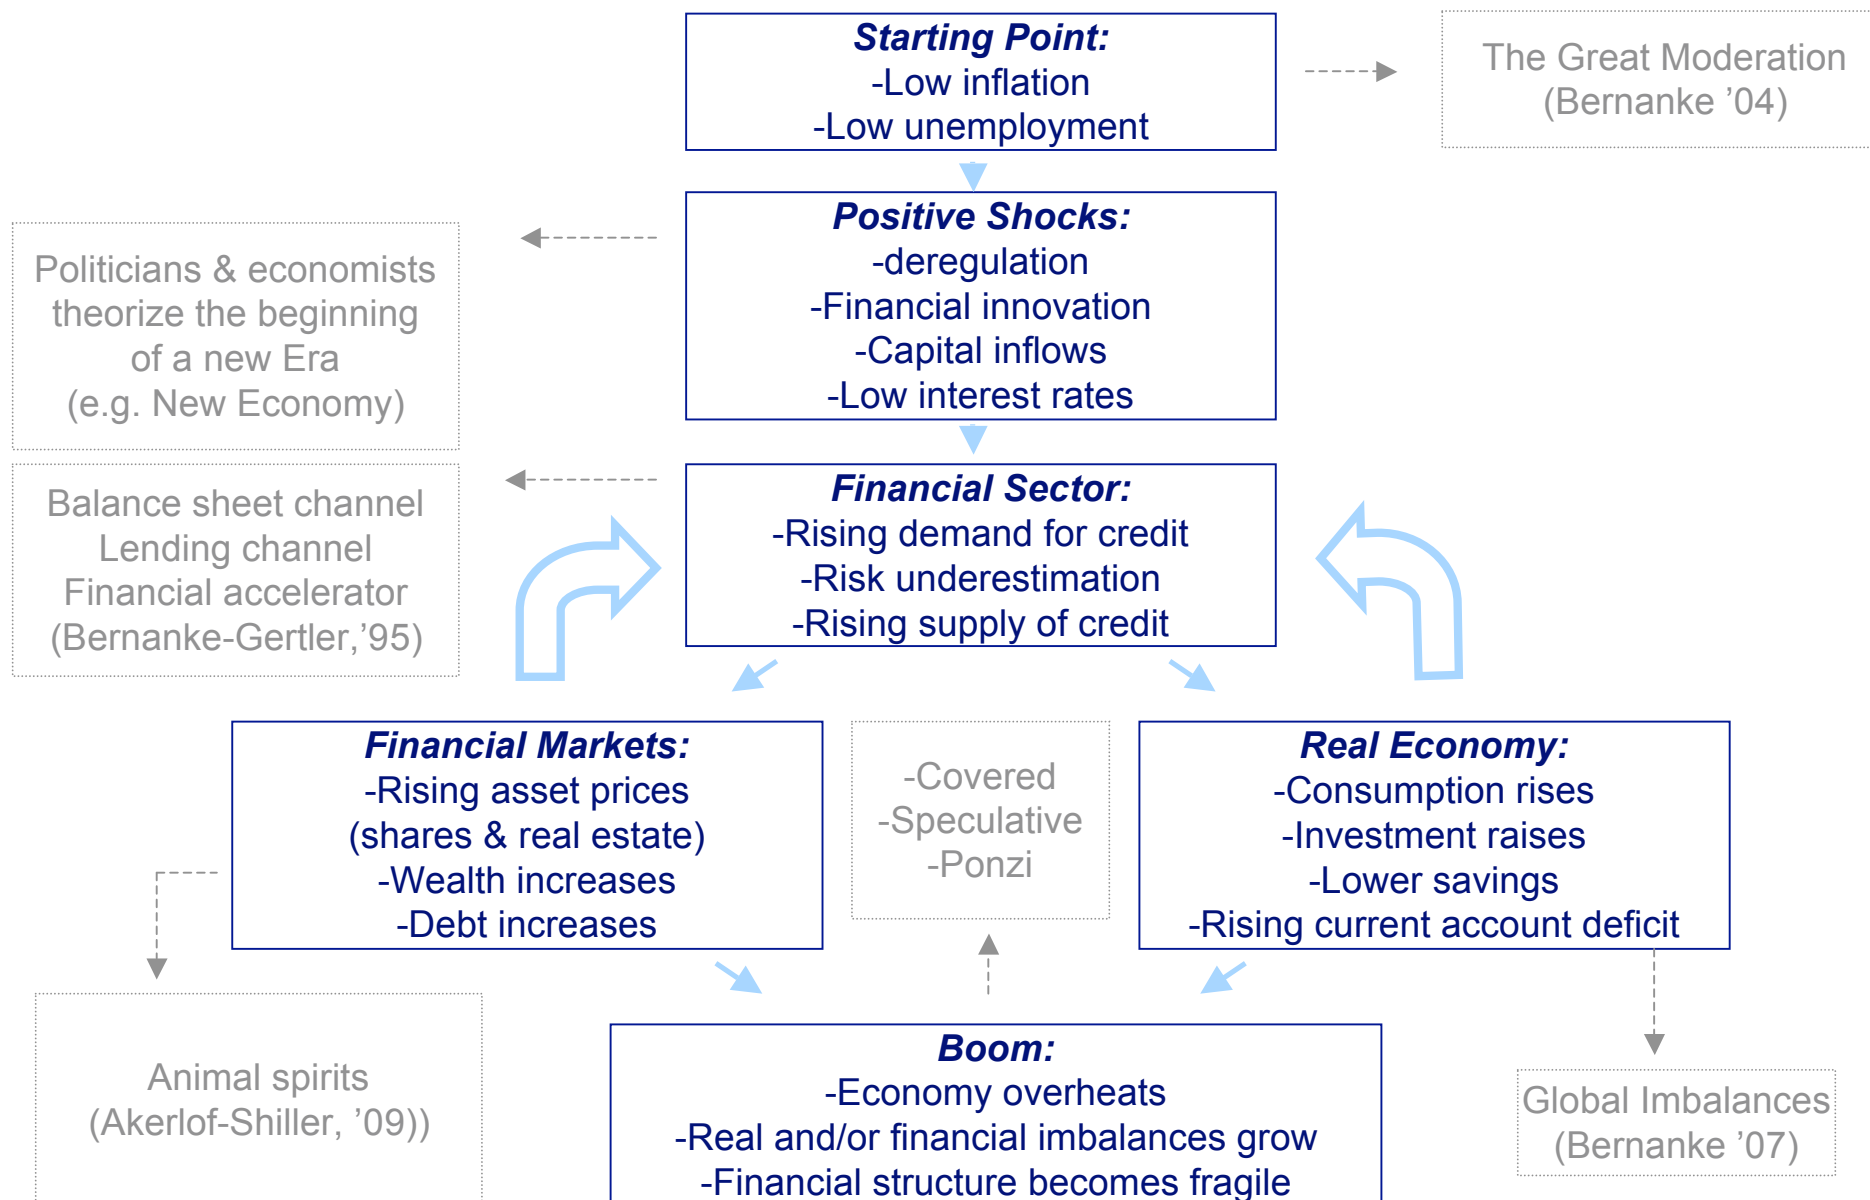 Starting Point:
-Low inflation
-Low unemployment
The Great Moderation
(Bernanke ’04)
Positive Shocks:
-deregulation
-Financial innovation
-Capital inflows
-Low interest rates
Politicians & economists
theorize the beginning
of a new Era
(e.g. New Economy)
Financial Sector:
-Rising demand for credit
-Risk underestimation
-Rising supply of credit
Balance sheet channel
Lending channel
Financial accelerator
(Bernanke-Gertler,’95)
Financial Markets:
-Rising asset prices
(shares & real estate)
-Wealth increases
-Debt increases
-Covered
-Speculative
-Ponzi
Real Economy:
-Consumption rises
-Investment raises
-Lower savings
-Rising current account deficit
Animal spirits
(Akerlof-Shiller, ’09))
Boom:
-Economy overheats
-Real and/or financial imbalances grow
-Financial structure becomes fragile
Global Imbalances
(Bernanke ’07)